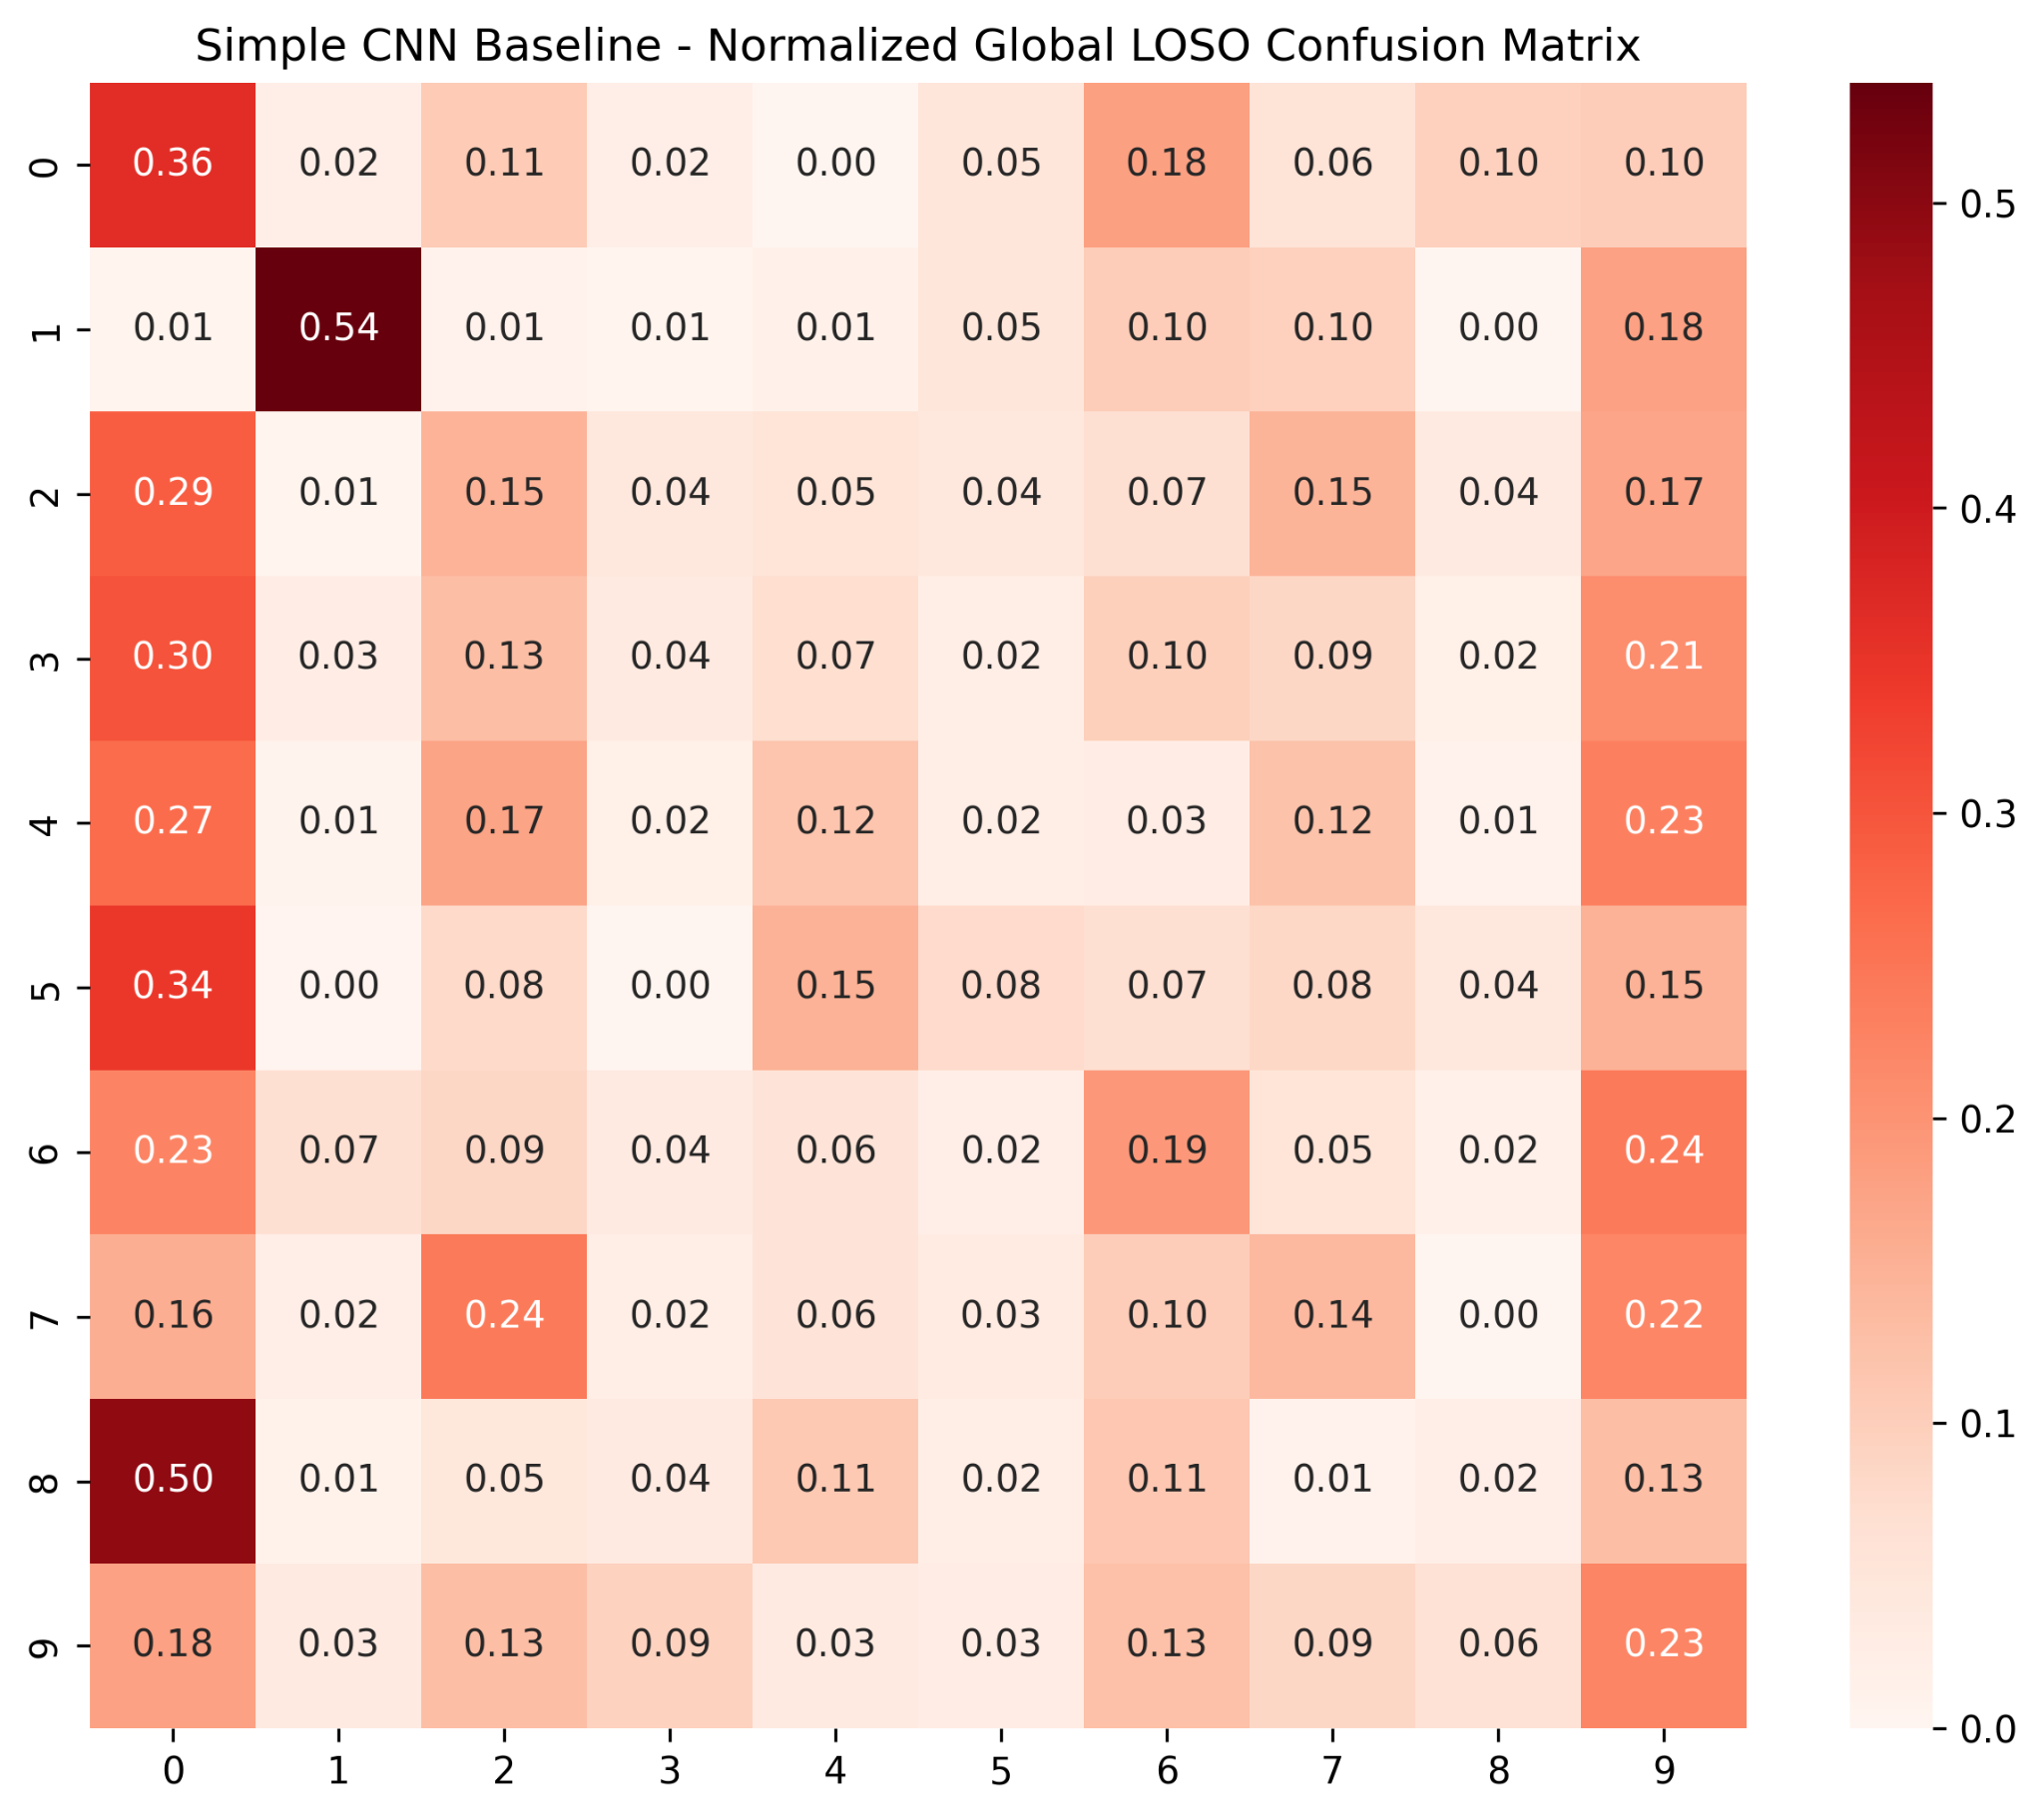 Simple CNN Baseline - Normalized Global LOSO Confusion Matrix
0 0.36 0.02 0.11 0.02 0.00 0.05 0.18 0.06 0.10 0.10
1 0.01 0.54 0.01 0.01 0.01 0.05 0.10 0.10 0.00 0.18
2 0.29 0.01 0.15 0.04 0.05 0.04 0.07 0.15 0.04 0.17
3 0.30 0.03 0.13 0.04 0.07 0.02 0.10 0.09 0.02 0.21
4 0.27 0.01 0.17 0.02 0.12 0.02 0.03 0.12 0.01 0.23
5 0.34 0.00 0.08 0.00 0.15 0.08 0.07 0.08 0.04 0.15
6 0.23 0.07 0.09 0.04 0.06 0.02 0.19 0.05 0.02 0.24
7 0.16 0.02 0.24 0.02 0.06 0.03 0.10 0.14 0.00 0.22
8 0.50 0.01 0.05 0.04 0.11 0.02 0.11 0.01 0.02 0.13
9 0.18 0.03 0.13 0.09 0.03 0.03 0.13 0.09 0.06 0.23
0 1 2 3 4 5 6 7 8 9
0.5
0.4
0.3
0.2
0.1
0.0